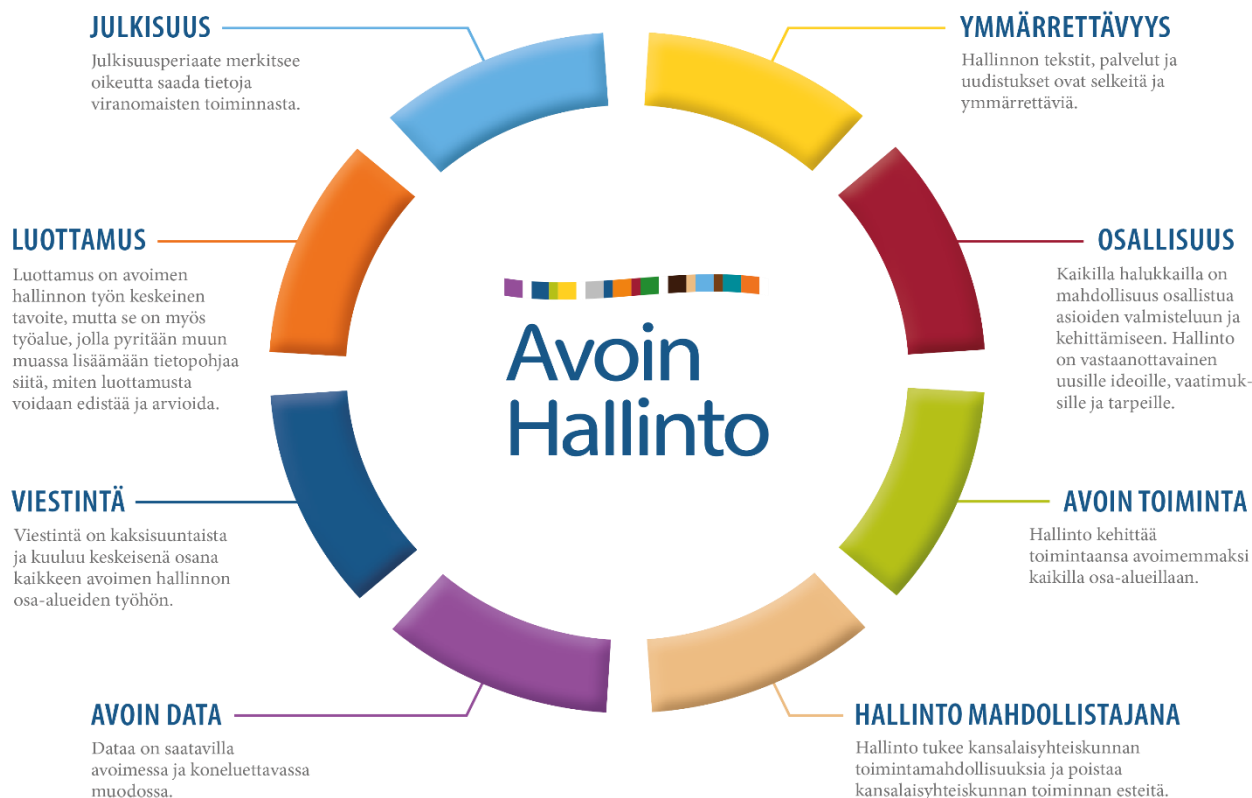 JULKISUUS
Julkisuusperiaate merkitsee
oikeutta saada tietoja
viranomaisten toiminnasta.
YMMÄRRETTÄVYYS
Hallinnon tekstit, palvelut ja
uudistukset ovat selkeitä ja
ymmärrettäviä.
LUOTTAMUS
Luottamus on avoimen
hallinnon työn keskeinen
tavoite, mutta se on myös
työalue, jolla pyritään muun
muassa lisäämään tietopohjaa
siitä, miten luottamusta
voidaan edistää ja arvioida.
OSALLISUUS
Kaikilla halukkailla on
mahdollisuus osallistua
asioiden valmisteluun ja
kehittämiseen. Hallinto
on vastaanottavainen
uusille ideoille, vaatimuk-
sille ja tarpeille.
Avoin
Hallinto
VIESTINTÄ
Viestintä on kaksisuuntaista
ja kuuluu keskeisenä osana
kaikkeen avoimen hallinnon
osa-alueiden työhön.
AVOIN TOIMINTA
Hallinto kehittää
toimintaansa avoimemmaksi
kaikilla osa-alueillaan.
AVOIN DATA
Dataa on saatavilla
avoimessa ja koneluettavassa
muodossa.
HALLINTO MAHDOLLISTAJANA
Hallinto tukee kansalaisyhteiskunnan
toimintamahdollisuuksia ja poistaa
kansalaisyhteiskunnan toiminnan esteitä.